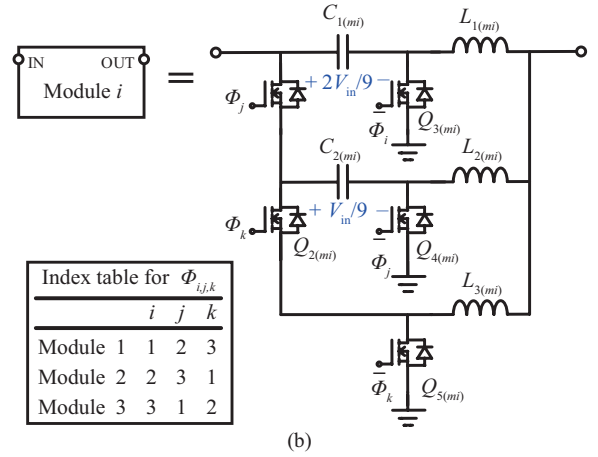 C1(mi)
L1(mi)
IN OUT
Module i
=
+ 2Vin/9 −
Φj
Φ̅i
Q3(mi)
C2(mi)
L2(mi)
+ Vin/9 −
Φk
Q2(mi)
Φ̅j
Q4(mi)
L3(mi)
Index table for Φi,j,k
i j k
Module 1 1 2 3
Module 2 2 3 1
Module 3 3 1 2
Φ̅k
Q5(mi)
(b)